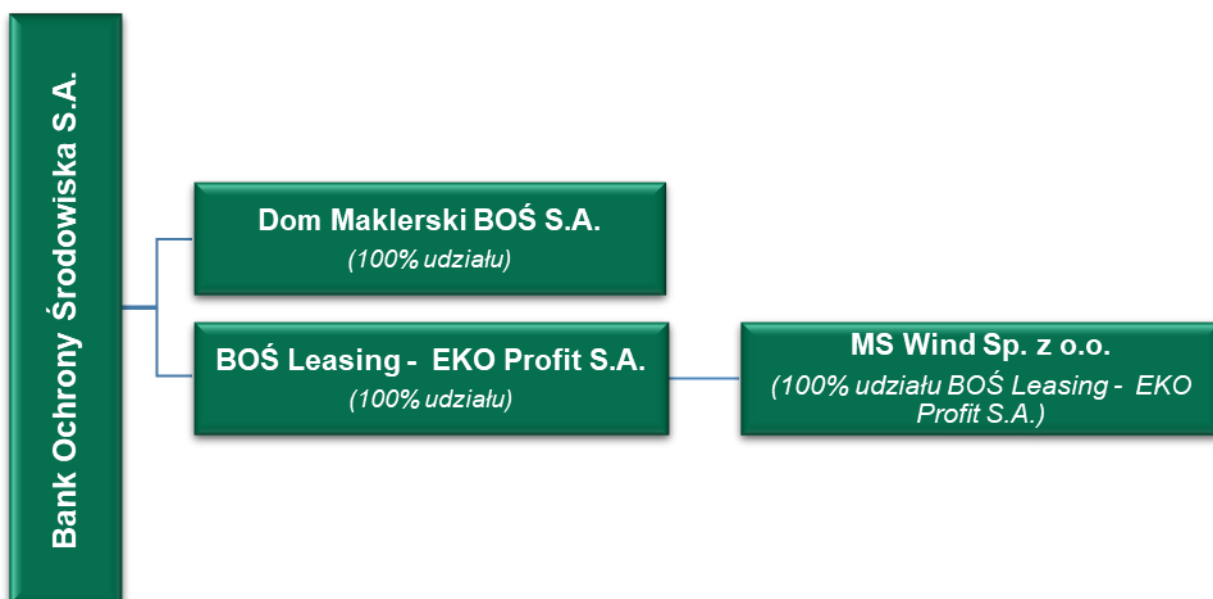 Bank Ochrony Środowiska S.A.
Dom Maklerski BOŚ S.A.
(100% udziału)
BOŚ Leasing - EKO Profit S.A.
(100% udziału)
MS Wind Sp. z o.o.
(100% udziału BOŚ Leasing - EKO
Profit S.A.)